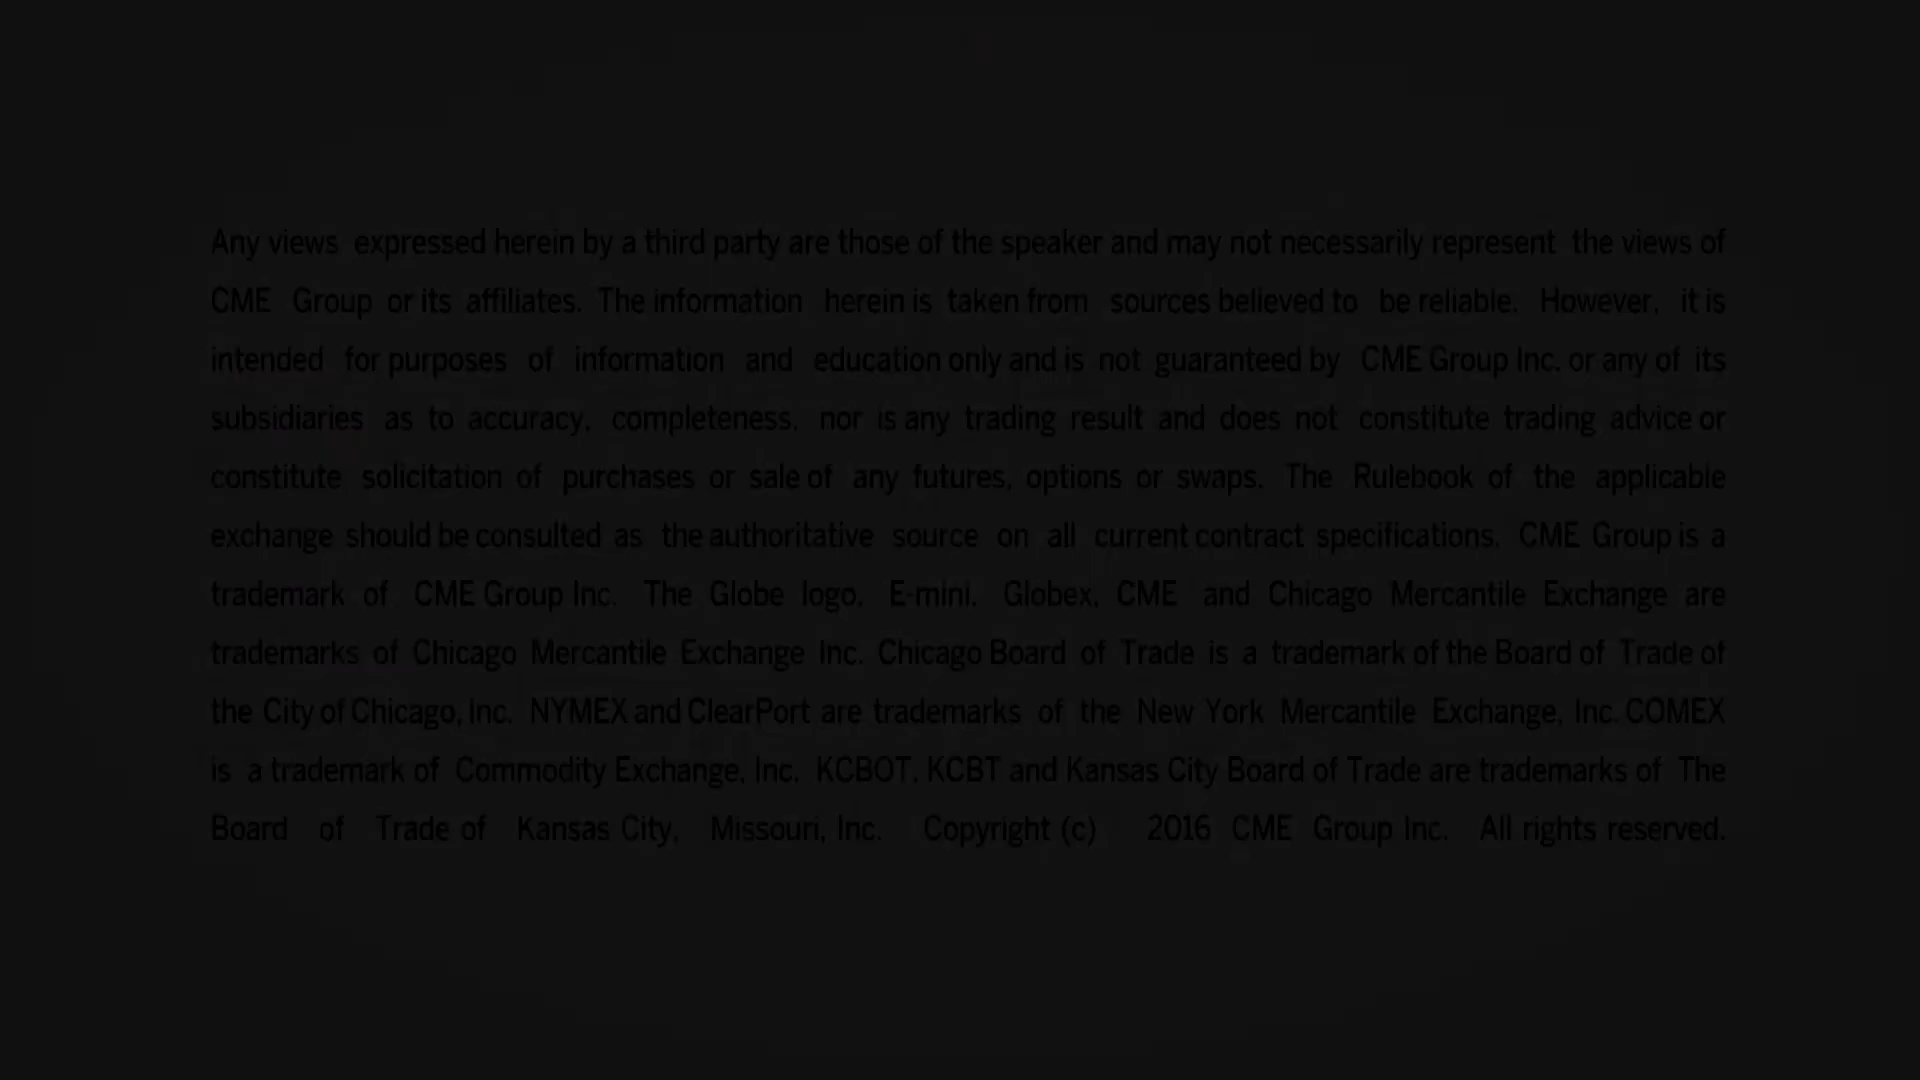 Any views expressed herein by a third party are those of the speaker and may not necessarily represent the views of
CME Group or its affiliates. The information herein is taken from sources believed to be reliable. However, it is
intended for purposes of information and education only and is not guaranteed by CME Group Inc. or any of its
subsidiaries as to accuracy, completeness, nor is any trading result and does not constitute trading advice or
constitute solicitation of purchases or sale of any futures, options or swaps. The Rulebook of the applicable
exchange should be consulted as the authoritative source on all current contract specifications. CME Group is a
trademark of CME Group Inc. The Globe logo, E-mini, Globex, CME and Chicago Mercantile Exchange are
trademarks of Chicago Mercantile Exchange Inc. Chicago Board of Trade is a trademark of the Board of Trade of
the City of Chicago, Inc. NYMEX and ClearPort are trademarks of the New York Mercantile Exchange, Inc. COMEX
is a trademark of Commodity Exchange, Inc. KCBOT, KCBT and Kansas City Board of Trade are trademarks of The
Board of Trade of Kansas City, Missouri, Inc. Copyright (c) 2016 CME Group Inc. All rights reserved.